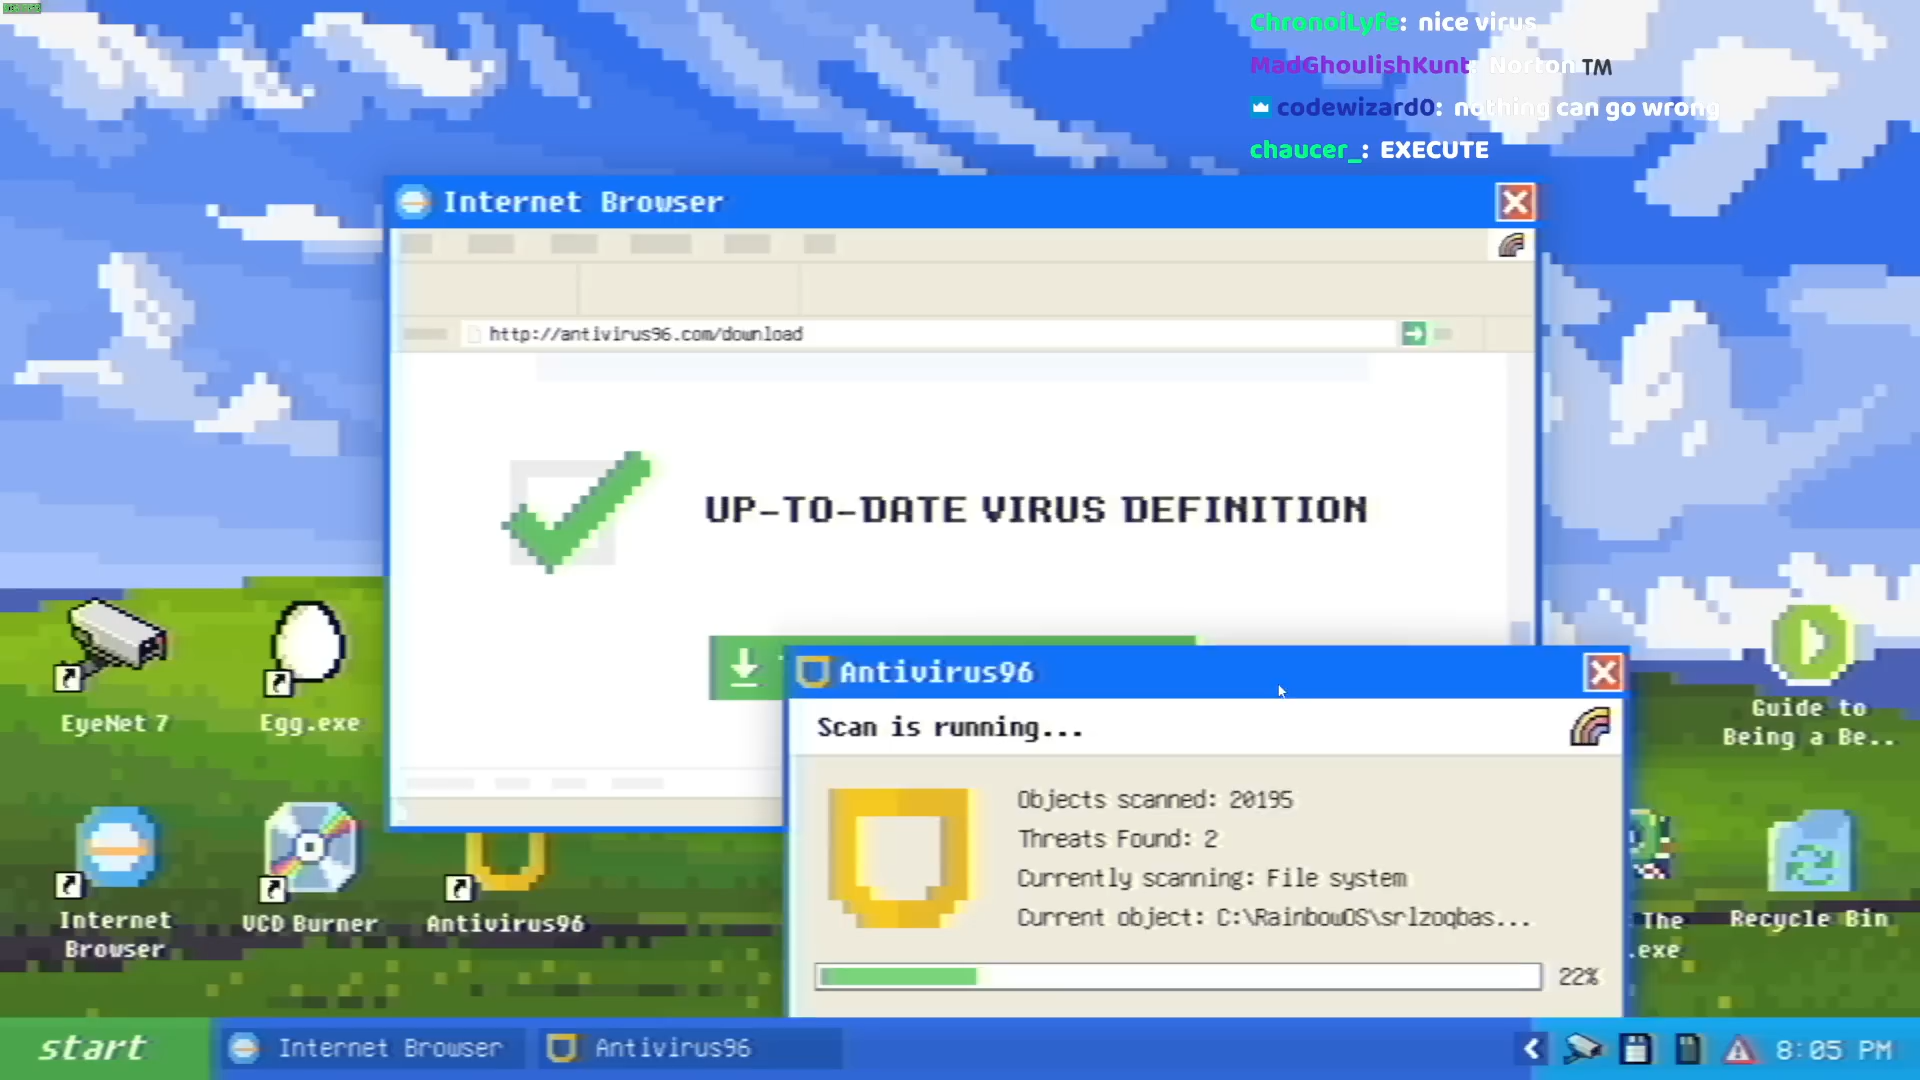 ChronoiLyfe: nice virus
MadGhoulishKunt: Norton TM
codewizard0: nothing can go wrong
chaucer_: EXECUTE
Internet Browser
http://antivirus96.com/download
UP-TO-DATE VIRUS DEFINITION
Antivirus96
Scan is running...
Objects scanned: 20195
Threats Found: 2
Currently scanning: File system
Current object: C:\RainbowOS\srlzoqbas...
22%
EyeNet 7
Egg.exe
Guide to
Being a Be..
Internet
Browser
VCD Burner
Antivirus96
The
.exe
Recycle Bin
start
Internet Browser
Antivirus96
8:05 PM